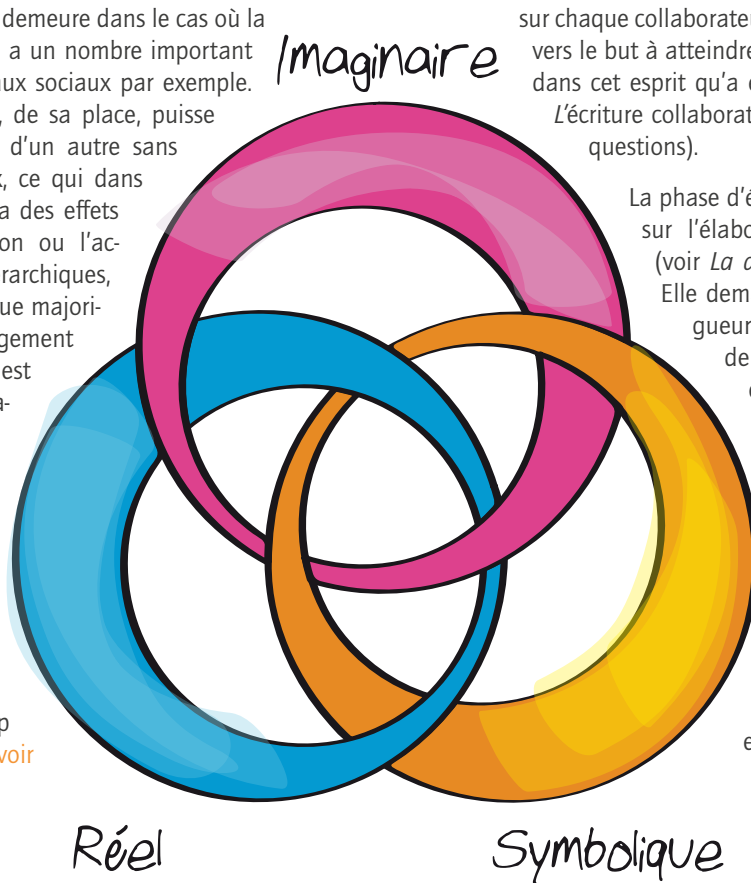 demeure dans le cas où la
a un nombre important
aux sociaux par exemple.
, de sa place, puisse
d'un autre sans
, ce qui dans
a des effets
on ou l'ac-
rarchiques,
ue majori-
gement
est
a-
p
voir
Imaginaire
sur chaque collaborate
vers le but à atteindre
dans cet esprit qu'a
L'écriture collaborat
questions).
La phase d'é
sur l'élabo
(voir La
Elle dem
gueur
de
e
Réel
Symbolique